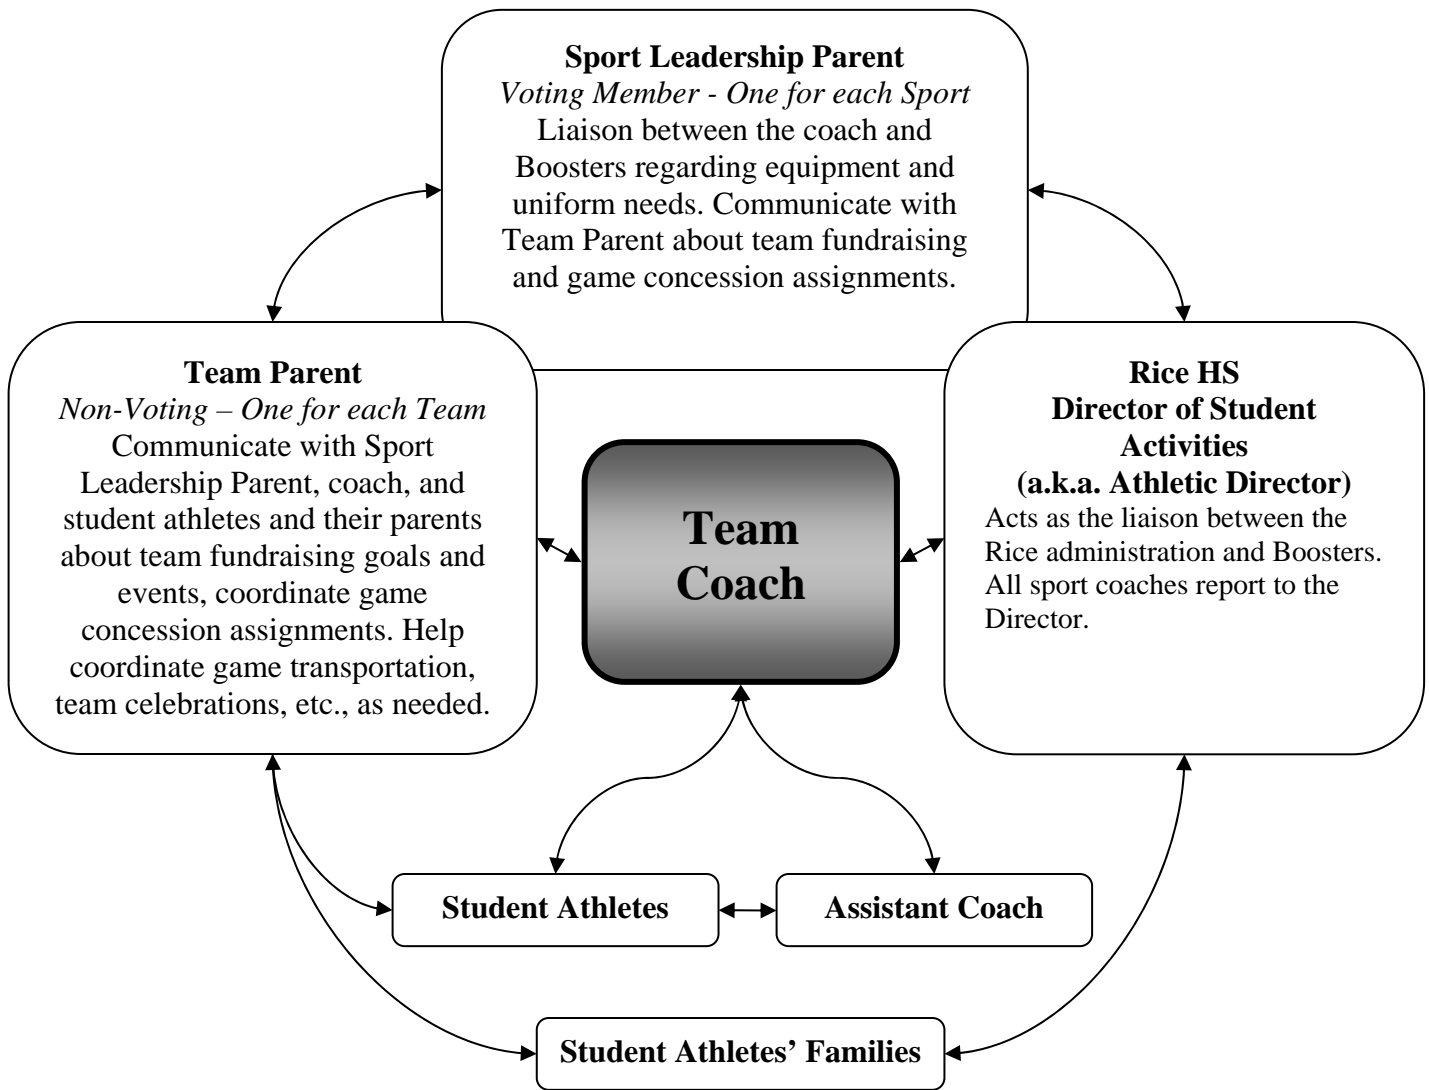 Sport Leadership Parent
Voting Member - One for each Sport
Liaison between the coach and
Boosters regarding equipment and
uniform needs. Communicate with
Team Parent about team fundraising
and game concession assignments.
Team Parent
Non-Voting – One for each Team
Communicate with Sport
Leadership Parent, coach, and
student athletes and their parents
about team fundraising goals and
events, coordinate game
concession assignments. Help
coordinate game transportation,
team celebrations, etc., as needed.
Team
Coach
Rice HS
Director of Student
Activities
(a.k.a. Athletic Director)
Acts as the liaison between the
Rice administration and Boosters.
All sport coaches report to the
Director.
Student Athletes
Assistant Coach
Student Athletes’ Families